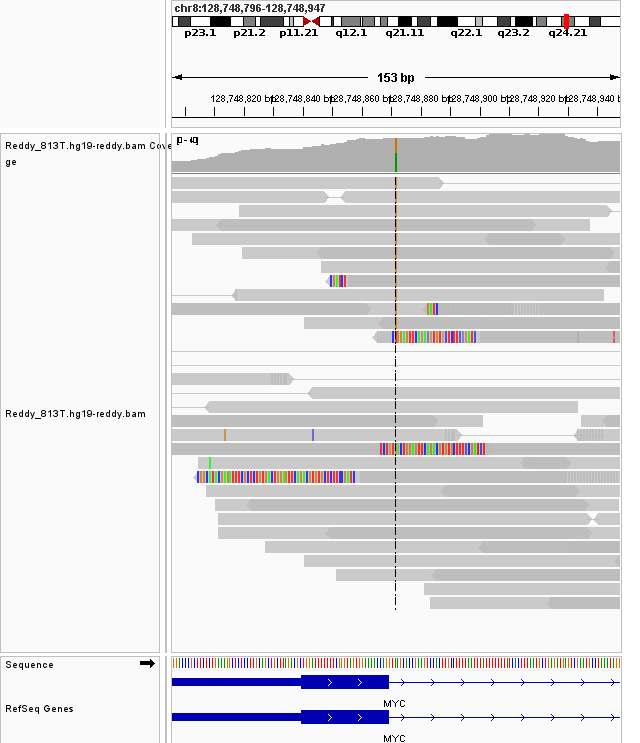 chr8:128,748,796-128,748,947
p23.1 p21.2 p11.21 q12.1 q21.11 q22.1 q23.2 q24.21
153 bp
128,748,820 bp 128,748,840 bp 128,748,860 bp 128,748,880 bp 128,748,900 bp 128,748,920 bp 128,748,940 b
Reddy_813T.hg19-reddy.bam Cove
ge
Reddy_813T.hg19-reddy.bam
Sequence
MYC
RefSeq Genes
MYC